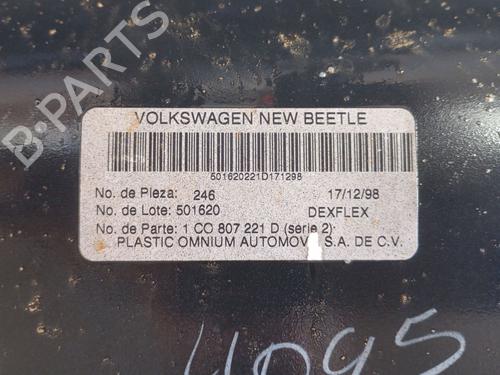 B-PARTS
VOLKSWAGEN NEW BEETLE
501620221D171298
No. de Pieza: 246 17/12/98
No. de Lote: 501620 DEXFLEX
No. de Parte: 1 CO 807 221 D (serie 2)
PLASTIC OMNIUM AUTOMOV S.A. DE C.V.
4095